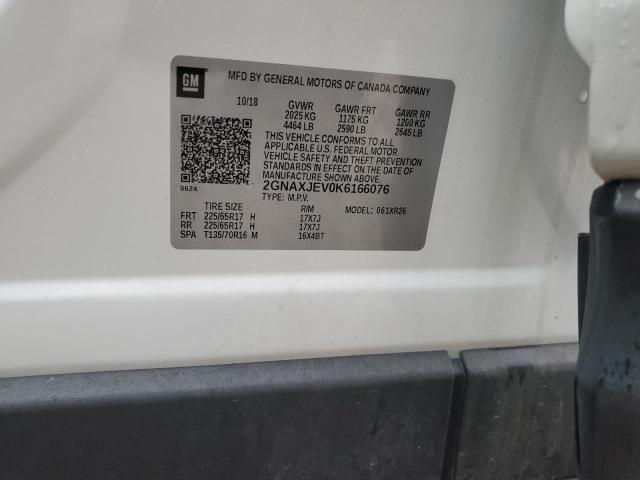 GM
MFD BY GENERAL MOTORS OF CANADA COMPANY
10/18 GVWR GAWR FRT GAWR RR
2025 KG 1175 KG 1200 KG
4464 LB 2590 LB 2645 LB
THIS VEHICLE CONFORMS TO ALL
APPLICABLE U.S. FEDERAL MOTOR
VEHICLE SAFETY AND THEFT PREVENTION
STANDARDS IN EFFECT ON THE DATE OF
MANUFACTURE SHOWN ABOVE.
8624 2GNAXJEV0K6166076
TYPE: M.P.V.
TIRE SIZE RIM MODEL: 061XR26
FRT 225/65R17 H 17X7J
RR 225/65R17 H 17X7J
SPA T135/70R16 M 16X4BT